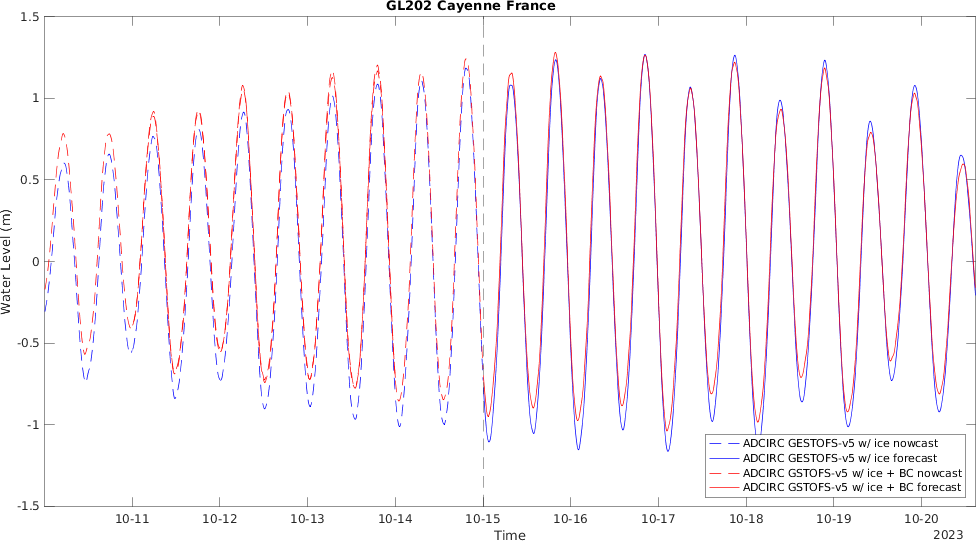 GL202 Cayenne France
1.5
1
0.5
0
-0.5
-1
-1.5
Water Level (m)
10-11 10-12 10-13 10-14 10-15 10-16 10-17 10-18 10-19 10-20
Time
2023
ADCIRC GESTOFS-v5 w/ ice nowcast
ADCIRC GESTOFS-v5 w/ ice forecast
ADCIRC GSTOFS-v5 w/ ice + BC nowcast
ADCIRC GSTOFS-v5 w/ ice + BC forecast